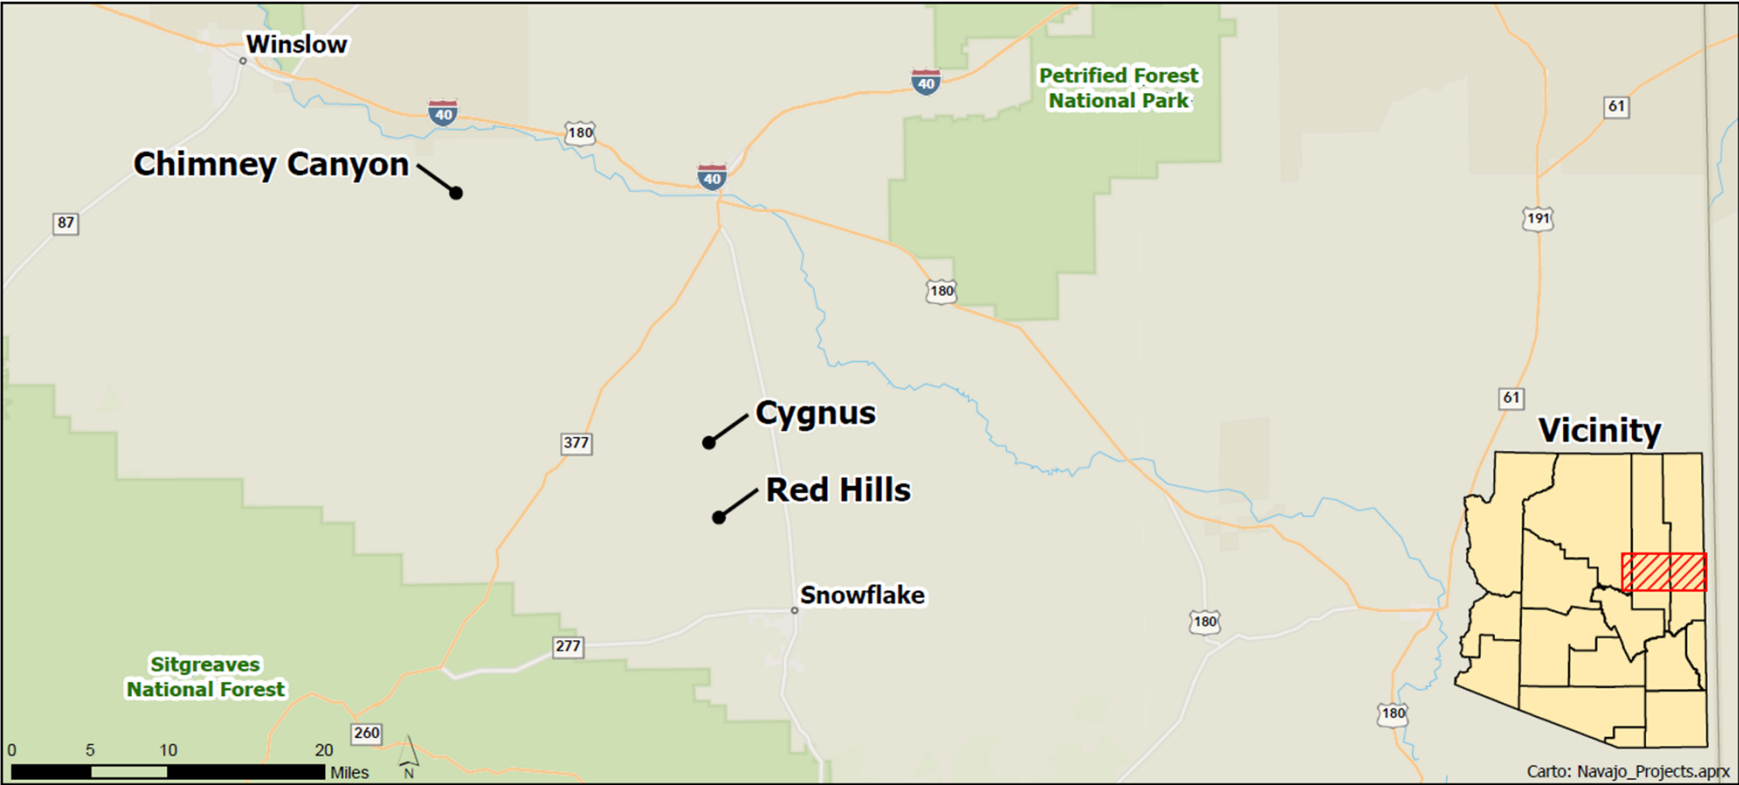 Winslow
40
Petrified Forest
National Park
61
40
180
Chimney Canyon
40
87
191
180
61
Cygnus
Vicinity
377
Red Hills
Snowflake
180
277
Sitgreaves
National Forest
180
260
0 5 10 20
Miles
N
Carto: Navajo_Projects.aprx